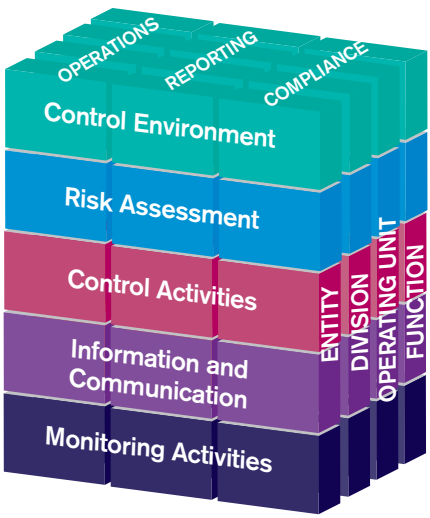 OPERATIONS
REPORTING
COMPLIANCE
Control Environment
Risk Assessment
Control Activities
Information and
Communication
Monitoring Activities
ENTITY
DIVISION
OPERATING UNIT
FUNCTION